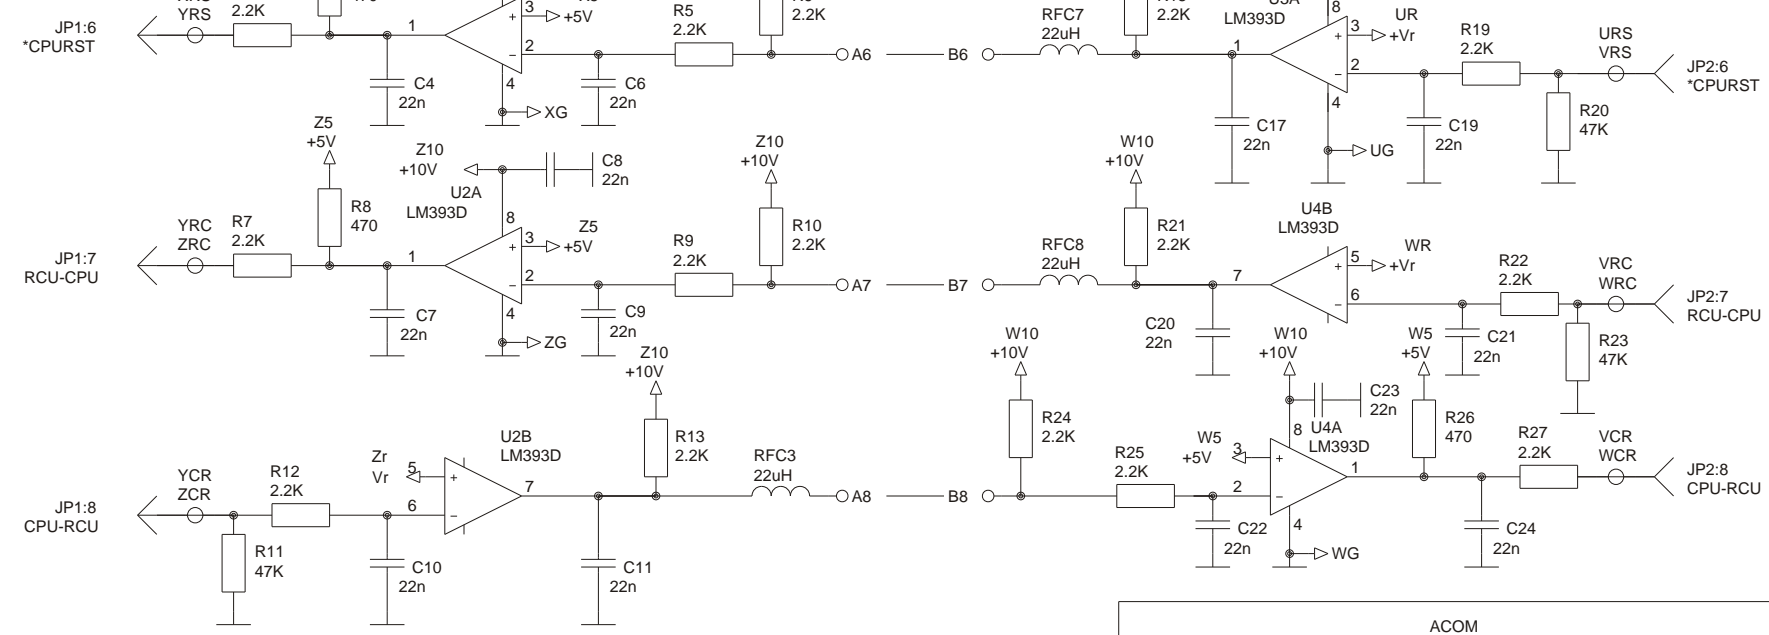 YRS
2.2K
JP1:6
*CPURST
1
3
+5V
2
4
XG
C4
22n
C6
22n
R5
2.2K
A6
B6
RFC7
22uH
2.2K
LM393D
8
1
3
UR
+Vr
2
4
UG
C17
22n
C19
22n
R19
2.2K
URS
VRS
R20
47K
JP2:6
*CPURST
Z5
+5V
Z10
+10V
C8
22n
Z10
+10V
W10
+10V
U2A
LM393D
R8
470
YRC
ZRC
R7
2.2K
JP1:7
RCU-CPU
1
8
3
Z5
+5V
2
4
ZG
C7
22n
C9
22n
R9
2.2K
R10
2.2K
A7
B7
RFC8
22uH
R21
2.2K
U4B
LM393D
7
5
WR
+Vr
6
R22
2.2K
VRC
WRC
JP2:7
RCU-CPU
C20
22n
C21
22n
R23
47K
Z10
+10V
W10
+10V
W10
+10V
W5
+5V
C23
22n
R24
2.2K
U4A
LM393D
8
R26
470
U2B
LM393D
R13
2.2K
RFC3
22uH
Zr
Vr
5
YCR
ZCR
R12
2.2K
6
7
JP1:8
CPU-RCU
A8
B8
R25
2.2K
W5
+5V
3
2
1
4
WG
R27
2.2K
VCR
WCR
JP2:8
CPU-RCU
R11
47K
C10
22n
C11
22n
C22
22n
C24
22n
ACOM